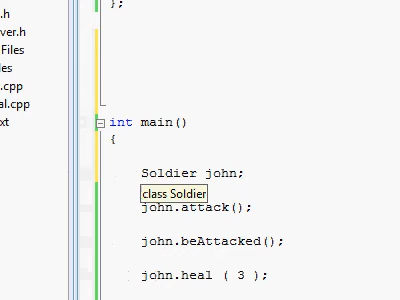 };
.h
ver.h
Files
les
.cpp
al.cpp
xt
int main()
{
Soldier john;
class Soldier
john.attack();
john.beAttacked();
john.heal ( 3 );